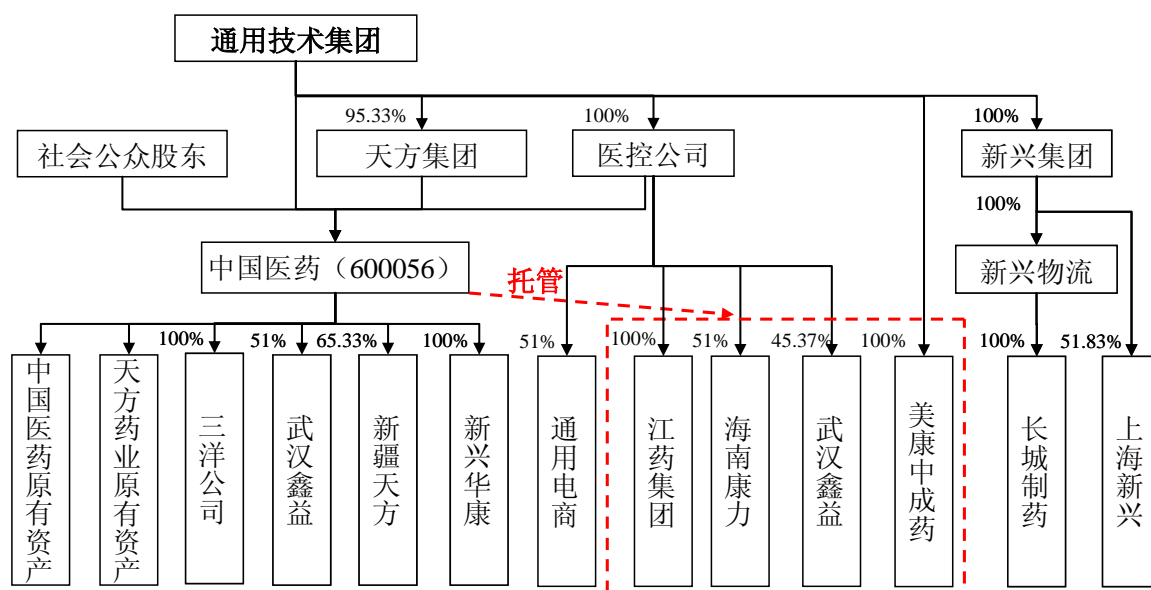 通用技术集团
95.33%
100%
100%
社会公众股东
天方集团
医控公司
新兴集团
100%
中国医药（600056）
托管
新兴物流
100%
51%
65.33%
100%
51%
100%
51%
45.37%
100%
100%
51.83%
中国医药原有资产
天方药业原有资产
三洋公司
武汉鑫益
新疆天方
新兴华康
通用电商
江药集团
海南康力
武汉鑫益
美康中成药
长城制药
上海新兴